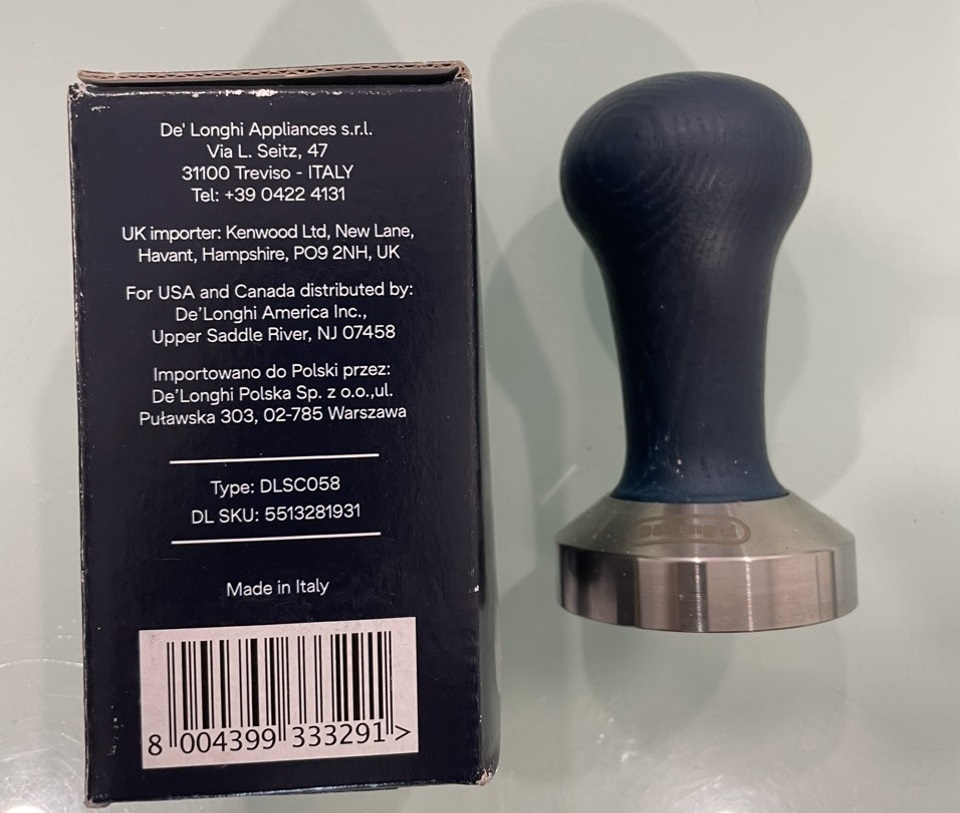 De' Longhi Appliances s.r.l.
Via L. Seitz, 47
31100 Treviso - ITALY
Tel: +39 0422 4131
UK importer: Kenwood Ltd, New Lane,
Havant, Hampshire, PO9 2NH, UK
For USA and Canada distributed by:
De'Longhi America Inc.,
Upper Saddle River, NJ 07458
Importowano do Polski przez:
De'Longhi Polska Sp. z o.o.,ul.
Puławska 303, 02-785 Warszawa
Type: DLSC058
DL SKU: 5513281931
Made in Italy
8 004399 333291 >